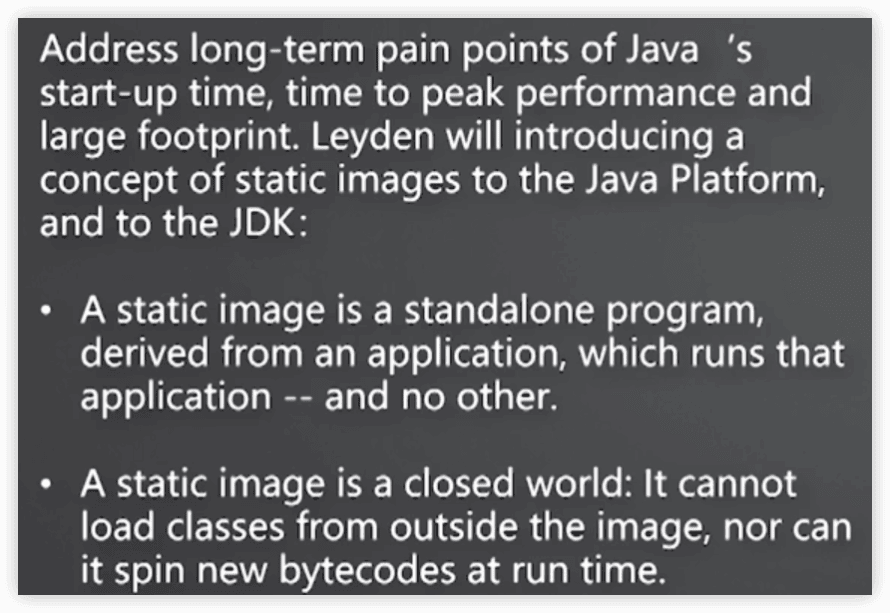 Address long-term pain points of Java ‘s
start-up time, time to peak performance and
large footprint. Leyden will introducing a
concept of static images to the Java Platform,
and to the JDK:
• A static image is a standalone program,
derived from an application, which runs that
application -- and no other.
• A static image is a closed world: It cannot
load classes from outside the image, nor can
it spin new bytecodes at run time.